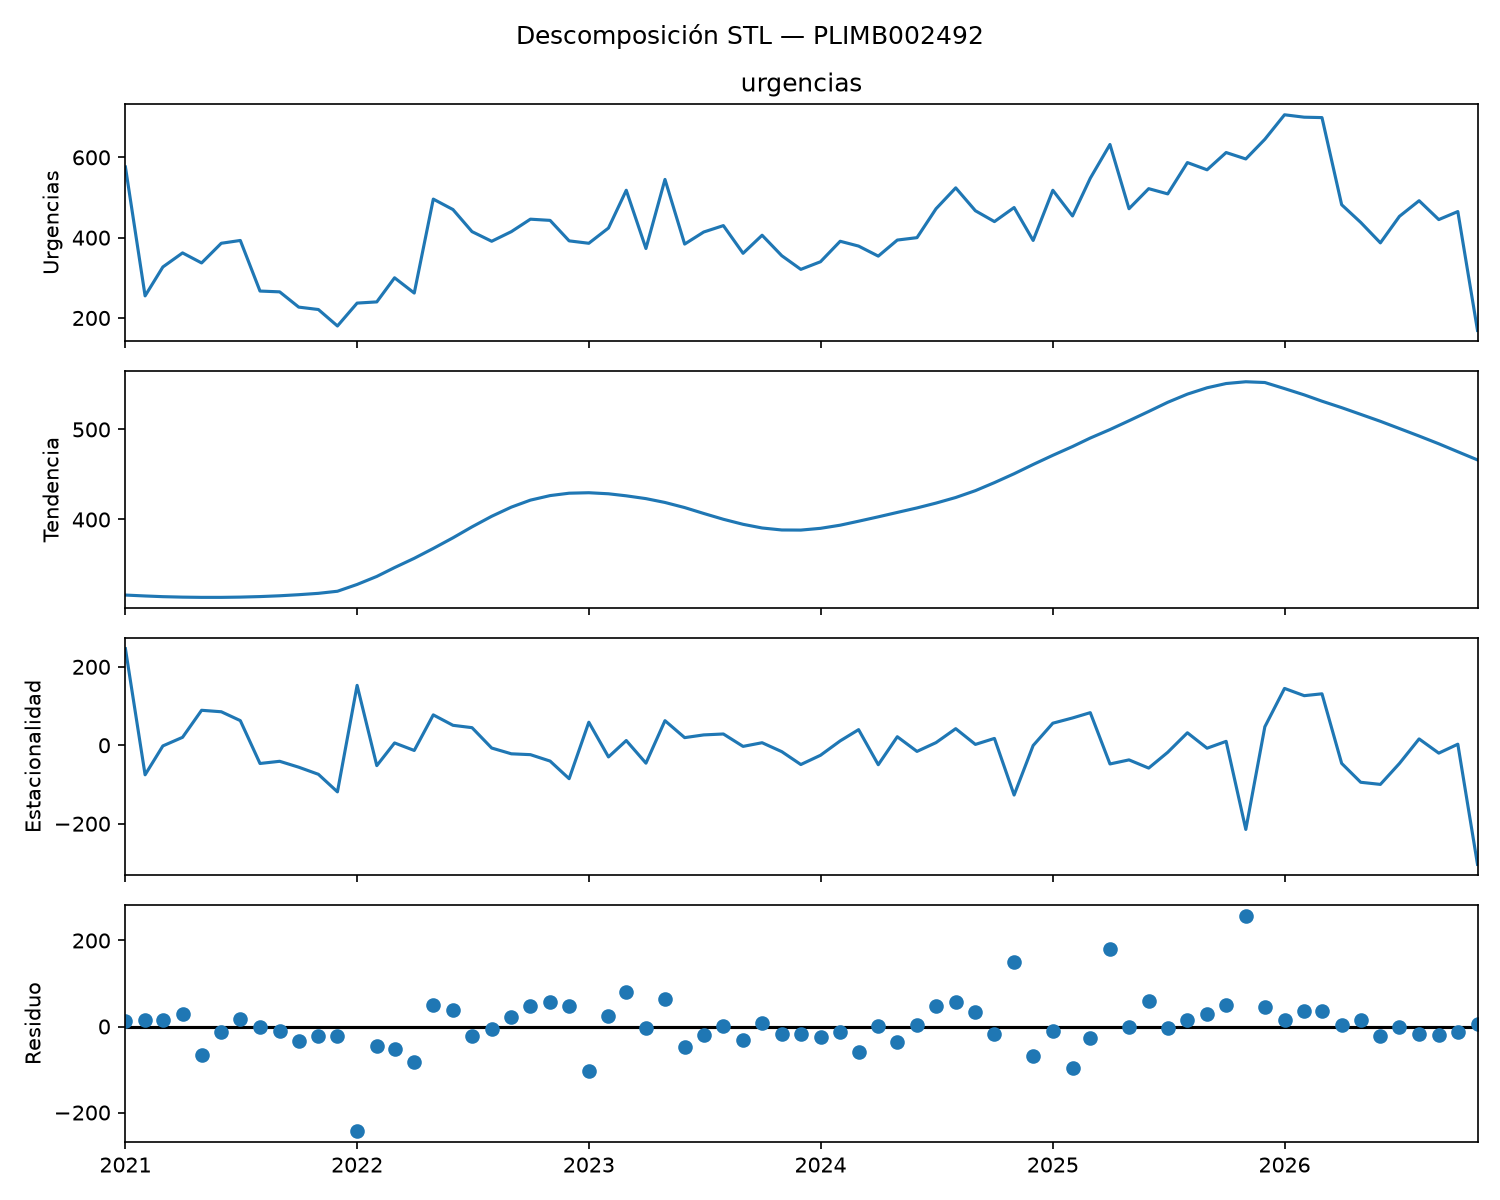 Descomposición STL — PLIMB002492
urgencias
Urgencias
600
400
200
Tendencia
500
400
Estacionalidad
200
0
−200
Residuo
200
0
−200
2021 2022 2023 2024 2025 2026